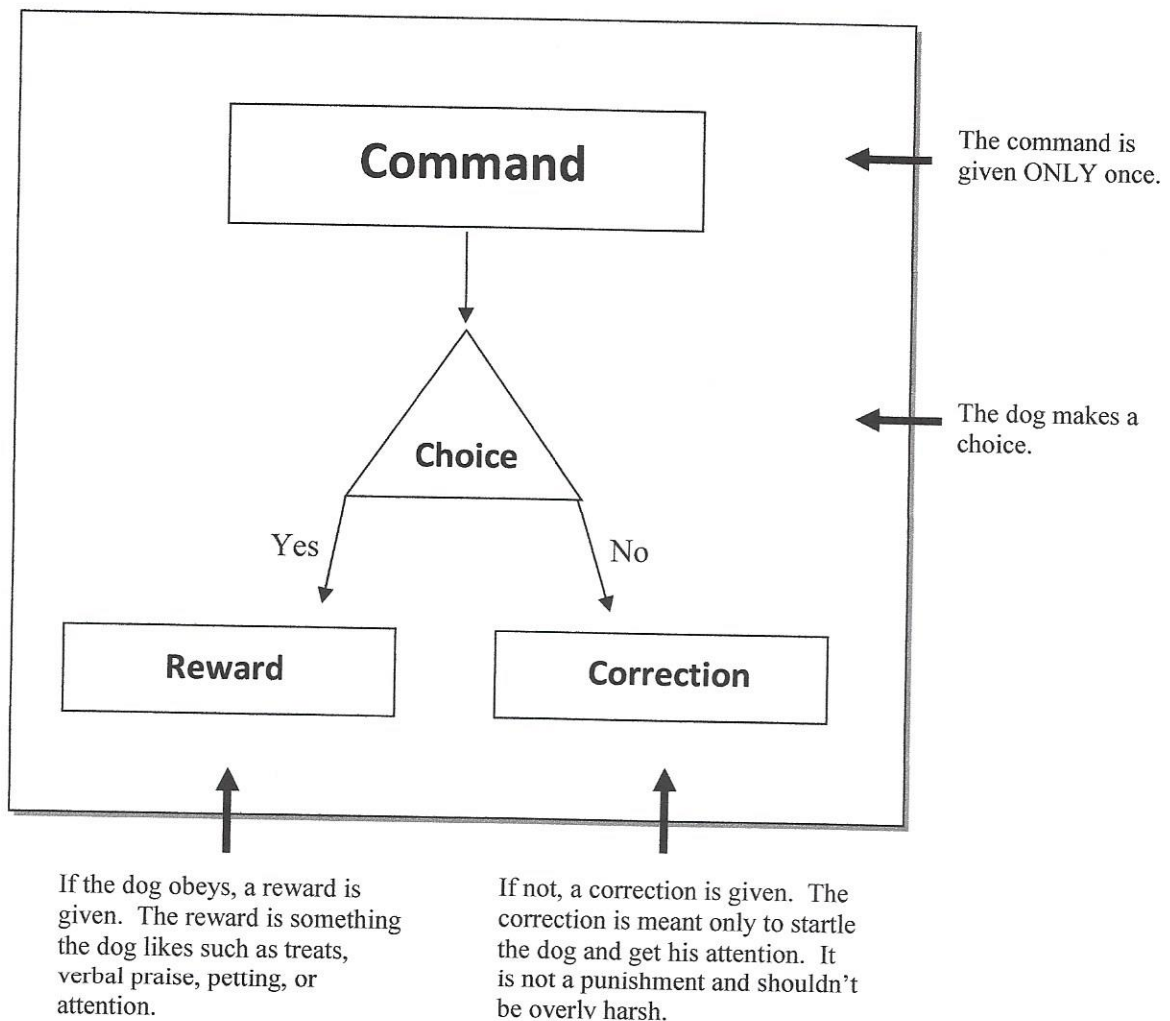 Command
The command is
given ONLY once.
Choice
The dog makes a
choice.
Yes
No
Reward
Correction
If the dog obeys, a reward is
given. The reward is something
the dog likes such as treats,
verbal praise, petting, or
attention.
If not, a correction is given. The
correction is meant only to startle
the dog and get his attention. It
is not a punishment and shouldn't
be overly harsh.